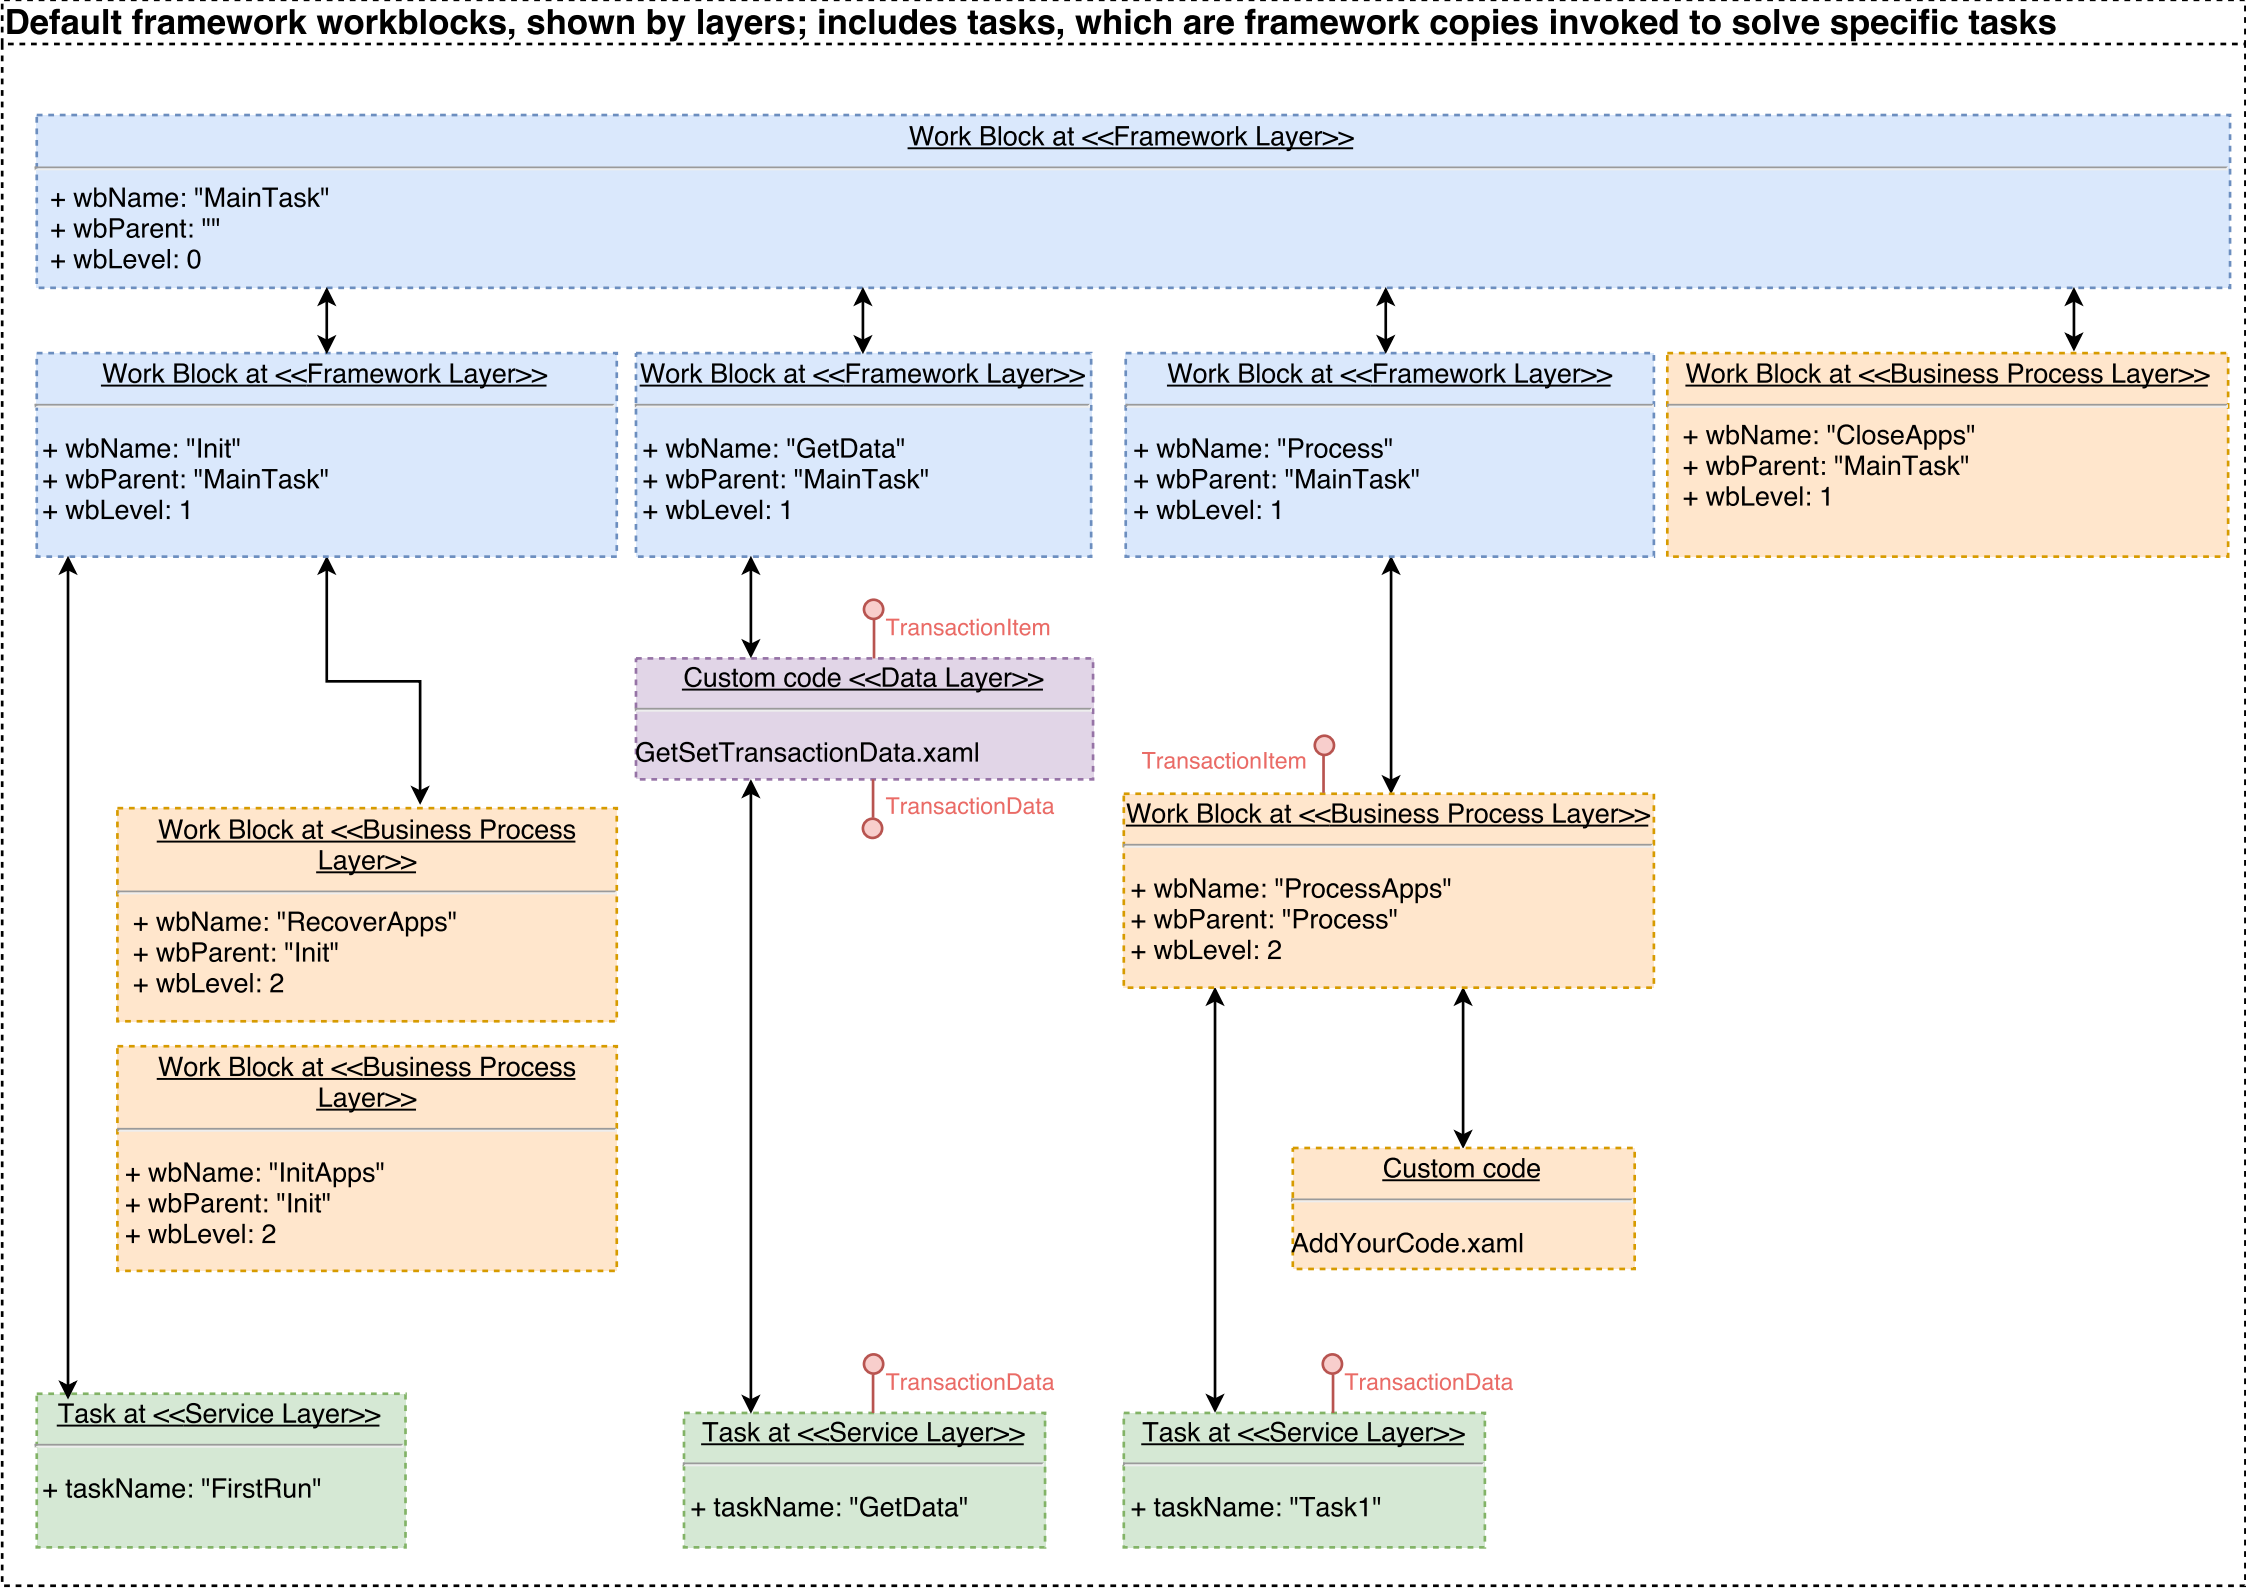 Default framework workblocks, shown by layers; includes tasks, which are framework copies invoked to solve specific tasks
Work Block at <<Framework Layer>>
+ wbName: "MainTask"
+ wbParent: ""
+ wbLevel: 0
Work Block at <<Framework Layer>>
+ wbName: "Init"
+ wbParent: "MainTask"
+ wbLevel: 1
Work Block at <<Framework Layer>>
+ wbName: "GetData"
+ wbParent: "MainTask"
+ wbLevel: 1
Work Block at <<Framework Layer>>
+ wbName: "Process"
+ wbParent: "MainTask"
+ wbLevel: 1
Work Block at <<Business Process Layer>>
+ wbName: "CloseApps"
+ wbParent: "MainTask"
+ wbLevel: 1
TransactionItem
Custom code <<Data Layer>>
GetSetTransactionData.xaml
TransactionData
TransactionItem
Work Block at <<Business Process Layer>>
+ wbName: "ProcessApps"
+ wbParent: "Process"
+ wbLevel: 2
Work Block at <<Business Process
Layer>>
+ wbName: "RecoverApps"
+ wbParent: "Init"
+ wbLevel: 2
Work Block at <<Business Process
Layer>>
+ wbName: "InitApps"
+ wbParent: "Init"
+ wbLevel: 2
Custom code
AddYourCode.xaml
Task at <<Service Layer>>
+ taskName: "FirstRun"
TransactionData
Task at <<Service Layer>>
+ taskName: "GetData"
TransactionData
Task at <<Service Layer>>
+ taskName: "Task1"